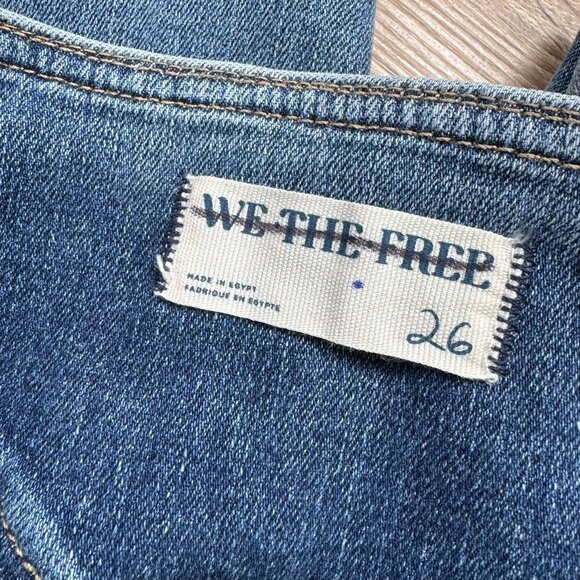 WE THE FREE
MADE IN EGYPT
FABRIQUE EN EGYPTE
26